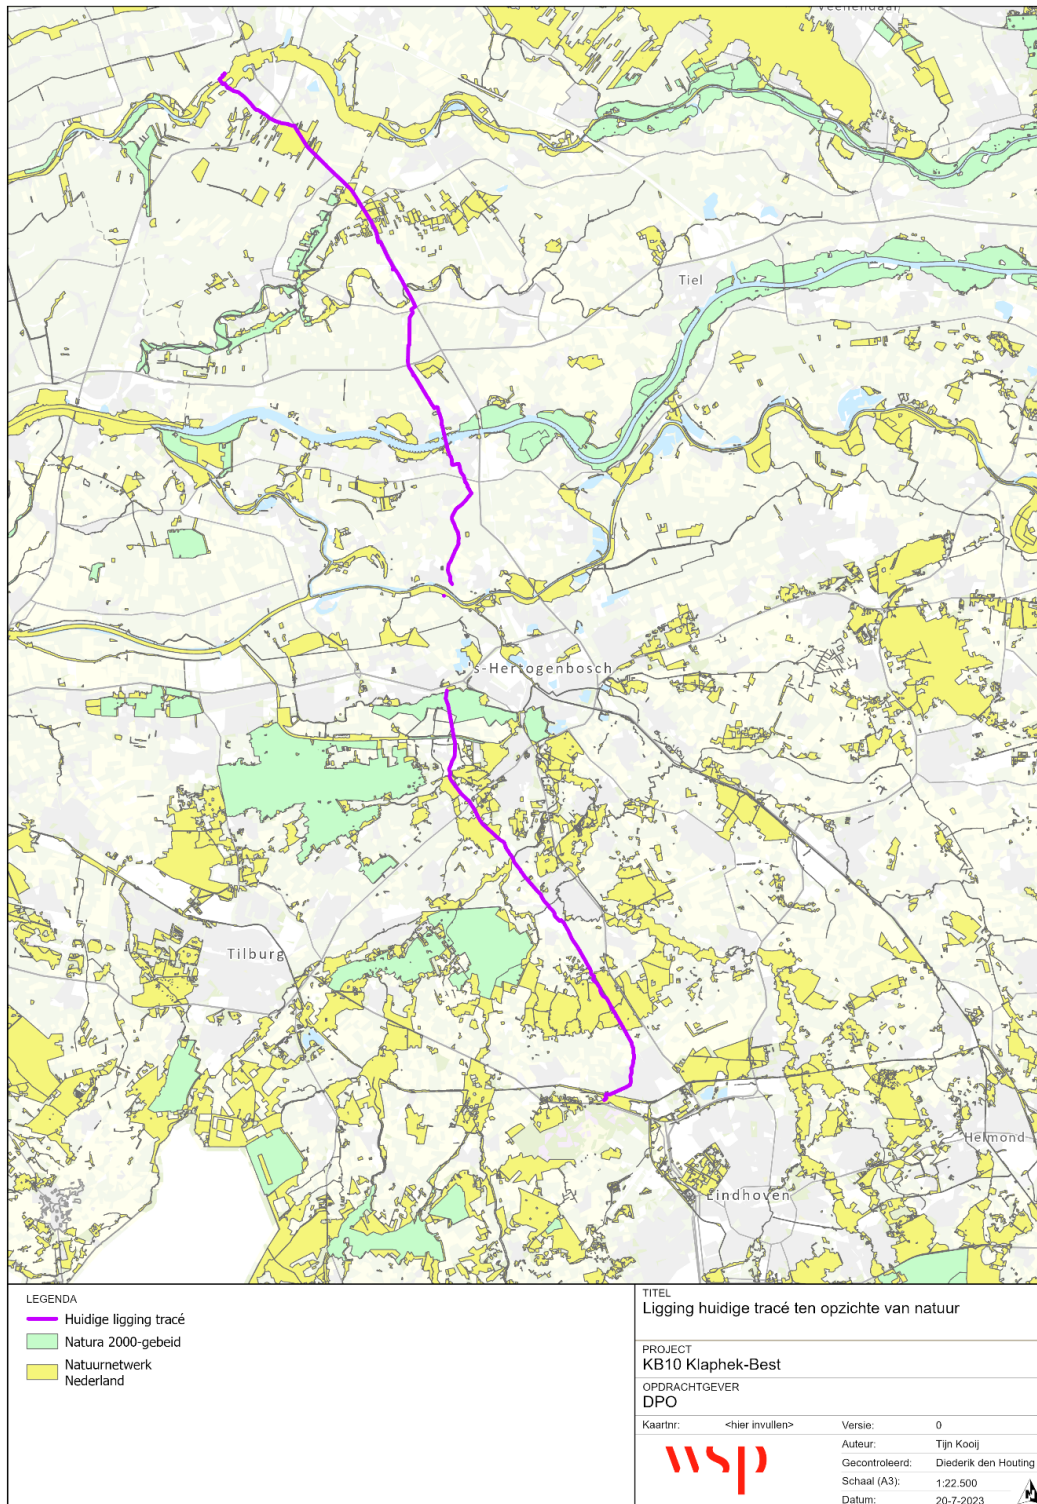 Veenendaal
Tiel
's-Hertogenbosch
Tilburg
Helmond
Eindhoven
LEGENDA
Huidige ligging tracé
Natura 2000-gebeid
Natuurnetwerk
Nederland
TITEL
Ligging huidige tracé ten opzichte van natuur
PROJECT
KB10 Klaphek-Best
OPDRACHTGEVER
DPO
Kaartnr: <hier invullen> Versie: 0
Auteur: Tijn Kooij
Gecontroleerd: Diederik den Houting
Schaal (A3): 1:22.500
Datum: 20-7-2023
wsp